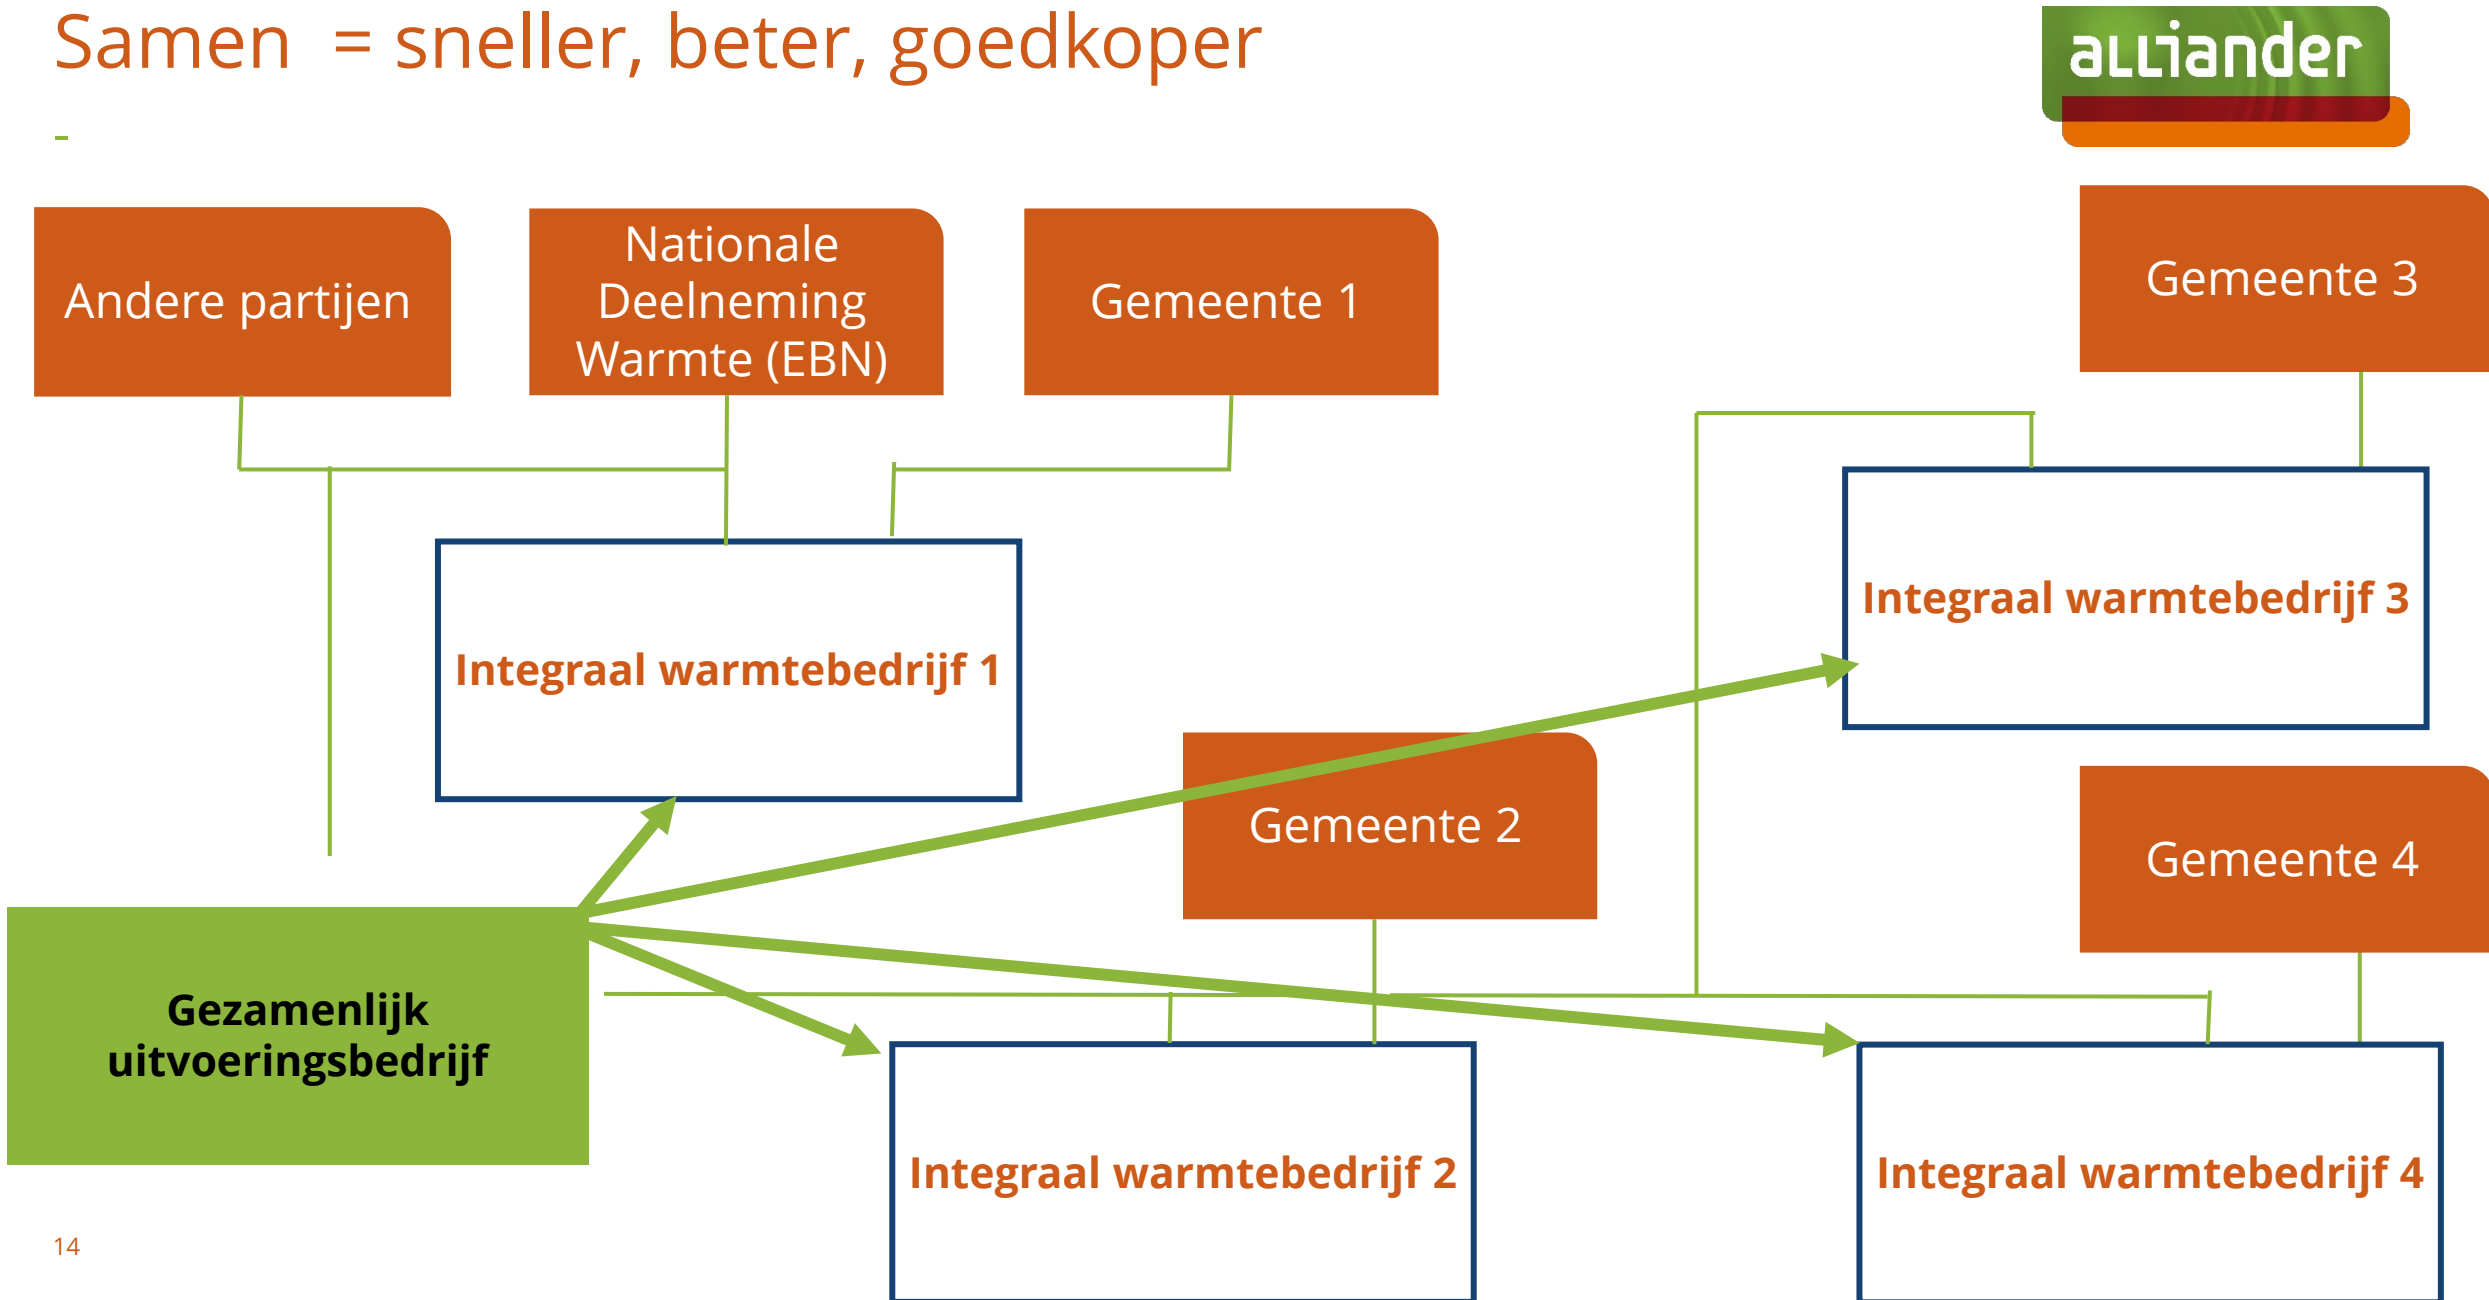 Samen = sneller, beter, goedkoper
alliander
-
Andere partijen
Nationale
Deelneming
Warmte (EBN)
Gemeente 1
Gemeente 3
Integraal warmtebedrijf 1
Integraal warmtebedrijf 3
Gemeente 2
Gemeente 4
Gezamenlijk
uitvoeringsbedrijf
Integraal warmtebedrijf 2
Integraal warmtebedrijf 4
14